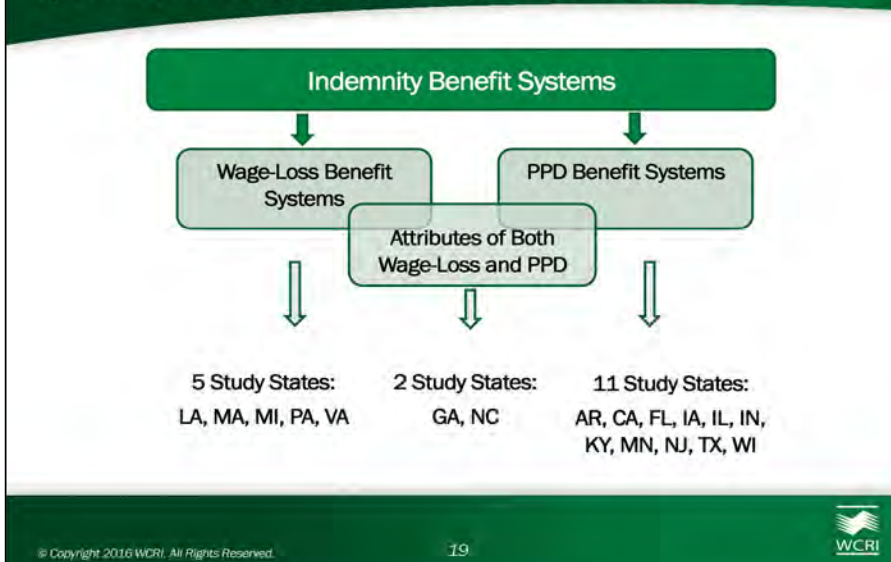 Indemnity Benefit Systems
Wage-Loss Benefit
Systems
PPD Benefit Systems
Attributes of Both
Wage-Loss and PPD
5 Study States:
LA, MA, MI, PA, VA
2 Study States:
GA, NC
11 Study States:
AR, CA, FL, IA, IL, IN,
KY, MN, NJ, TX, WI
© Copyright 2016 WCRI. All Rights Reserved.
19
WCRI